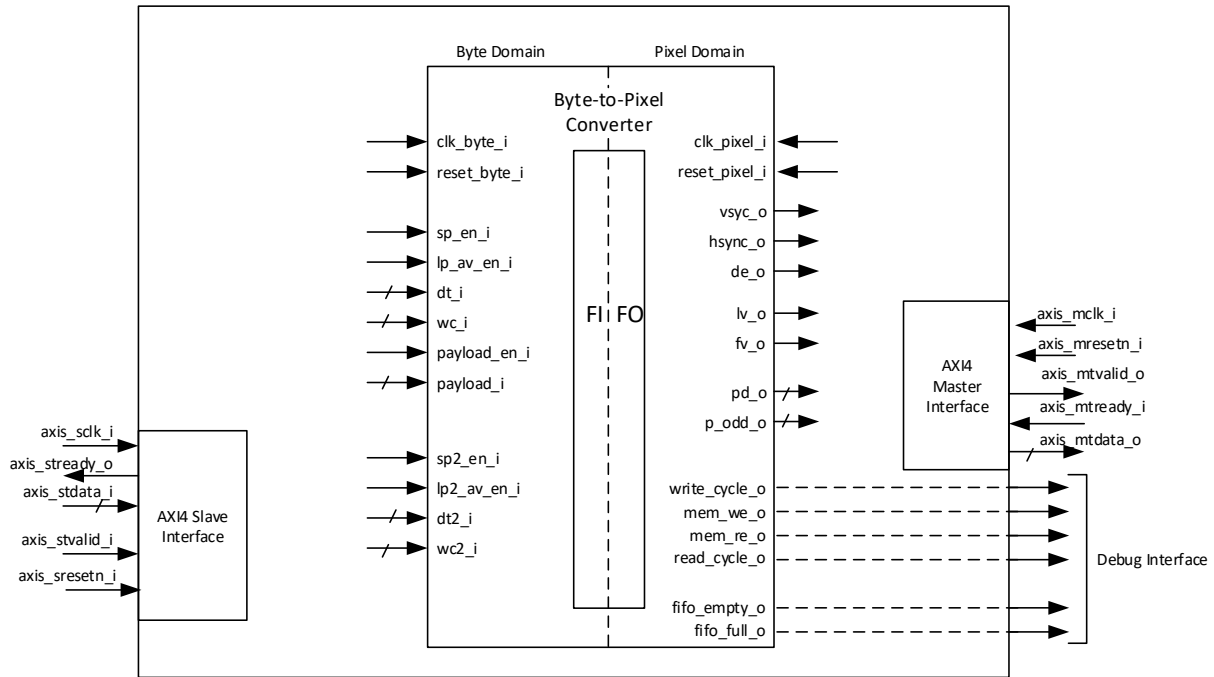 Byte Domain
Pixel Domain
Byte-to-Pixel
Converter
clk_byte_i
reset_byte_i
sp_en_i
lp_av_en_i
dt_i
wc_i
payload_en_i
payload_i
sp2_en_i
lp2_av_en_i
dt2_i
wc2_i
FI FO
clk_pixel_i
reset_pixel_i
vsyc_o
hsync_o
de_o
lv_o
fv_o
pd_o
p_odd_o
write_cycle_o
mem_we_o
mem_re_o
read_cycle_o
fifo_empty_o
fifo_full_o
axis_sclk_i
axis_stready_o
axis_stdata_i
axis_stvalid_i
axis_sresetn_i
AXI4 Slave
Interface
AXI4
Master
Interface
axis_mclk_i
axis_mresetn_i
axis_mtvalid_o
axis_mtready_i
axis_mtdata_o
Debug Interface